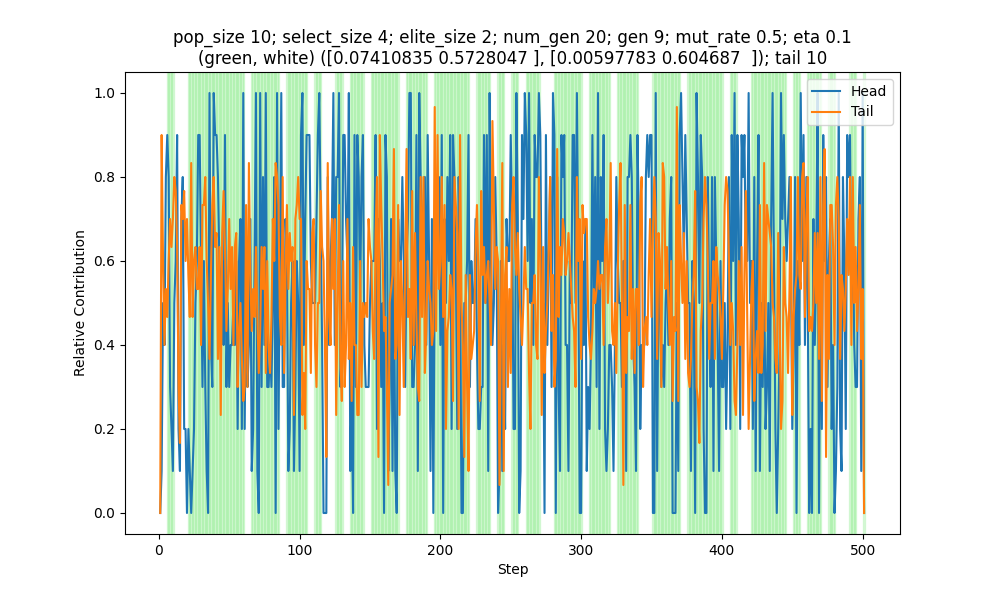 pop_size 10; select_size 4; elite_size 2; num_gen 20; gen 9; mut_rate 0.5; eta 0.1
(green, white) ([0.07410835 0.5728047 ], [0.00597783 0.604687  ]); tail 10
Head
Tail
1.0
0.8
0.6
0.4
0.2
0.0
Relative Contribution
0 100 200 300 400 500
Step